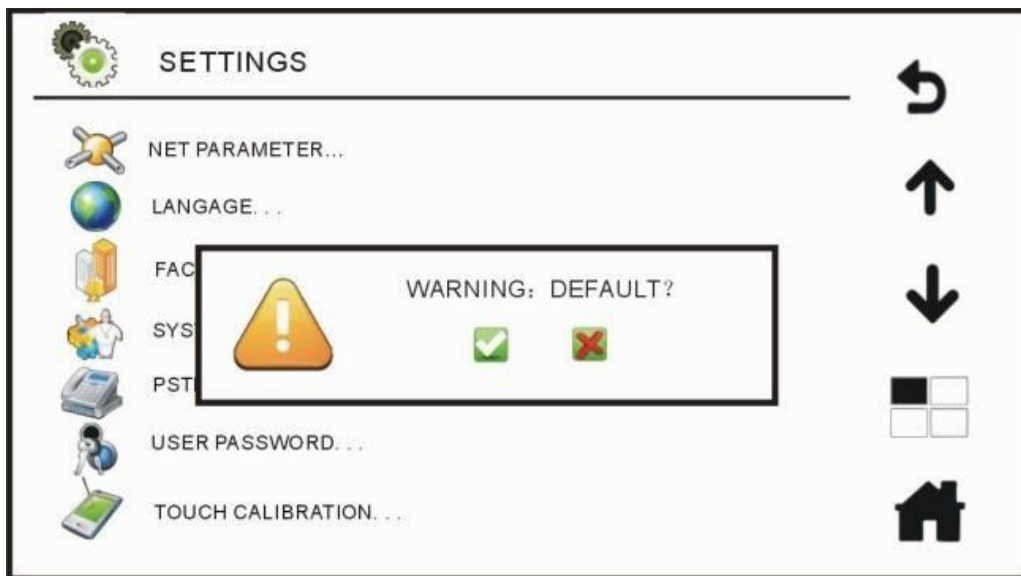 SETTINGS
NET PARAMETER...
LANGAGE. . .
FAC
WARNING: DEFAULT?
SYS
PST
USER PASSWORD. . .
TOUCH CALIBRATION. . .